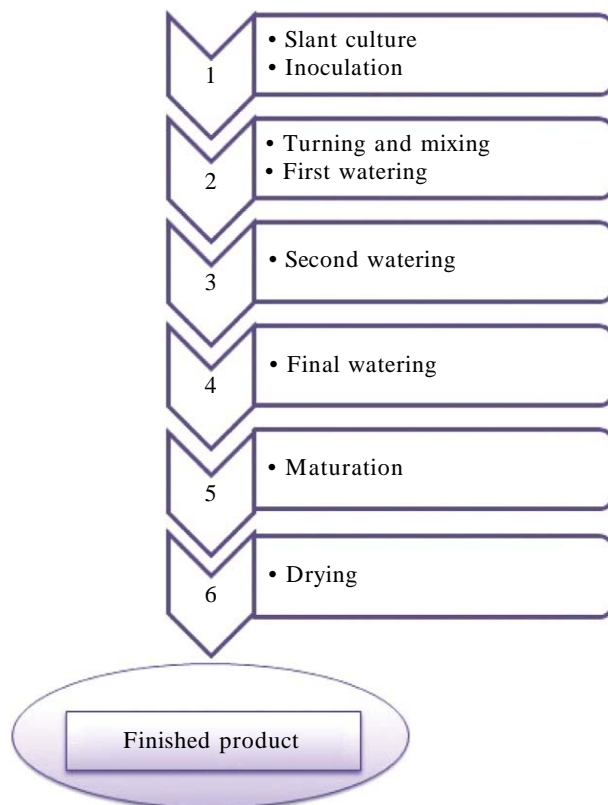 1
• Slant culture
• Inoculation
2
• Turning and mixing
• First watering
3
• Second watering
4
• Final watering
5
• Maturation
6
• Drying
Finished product